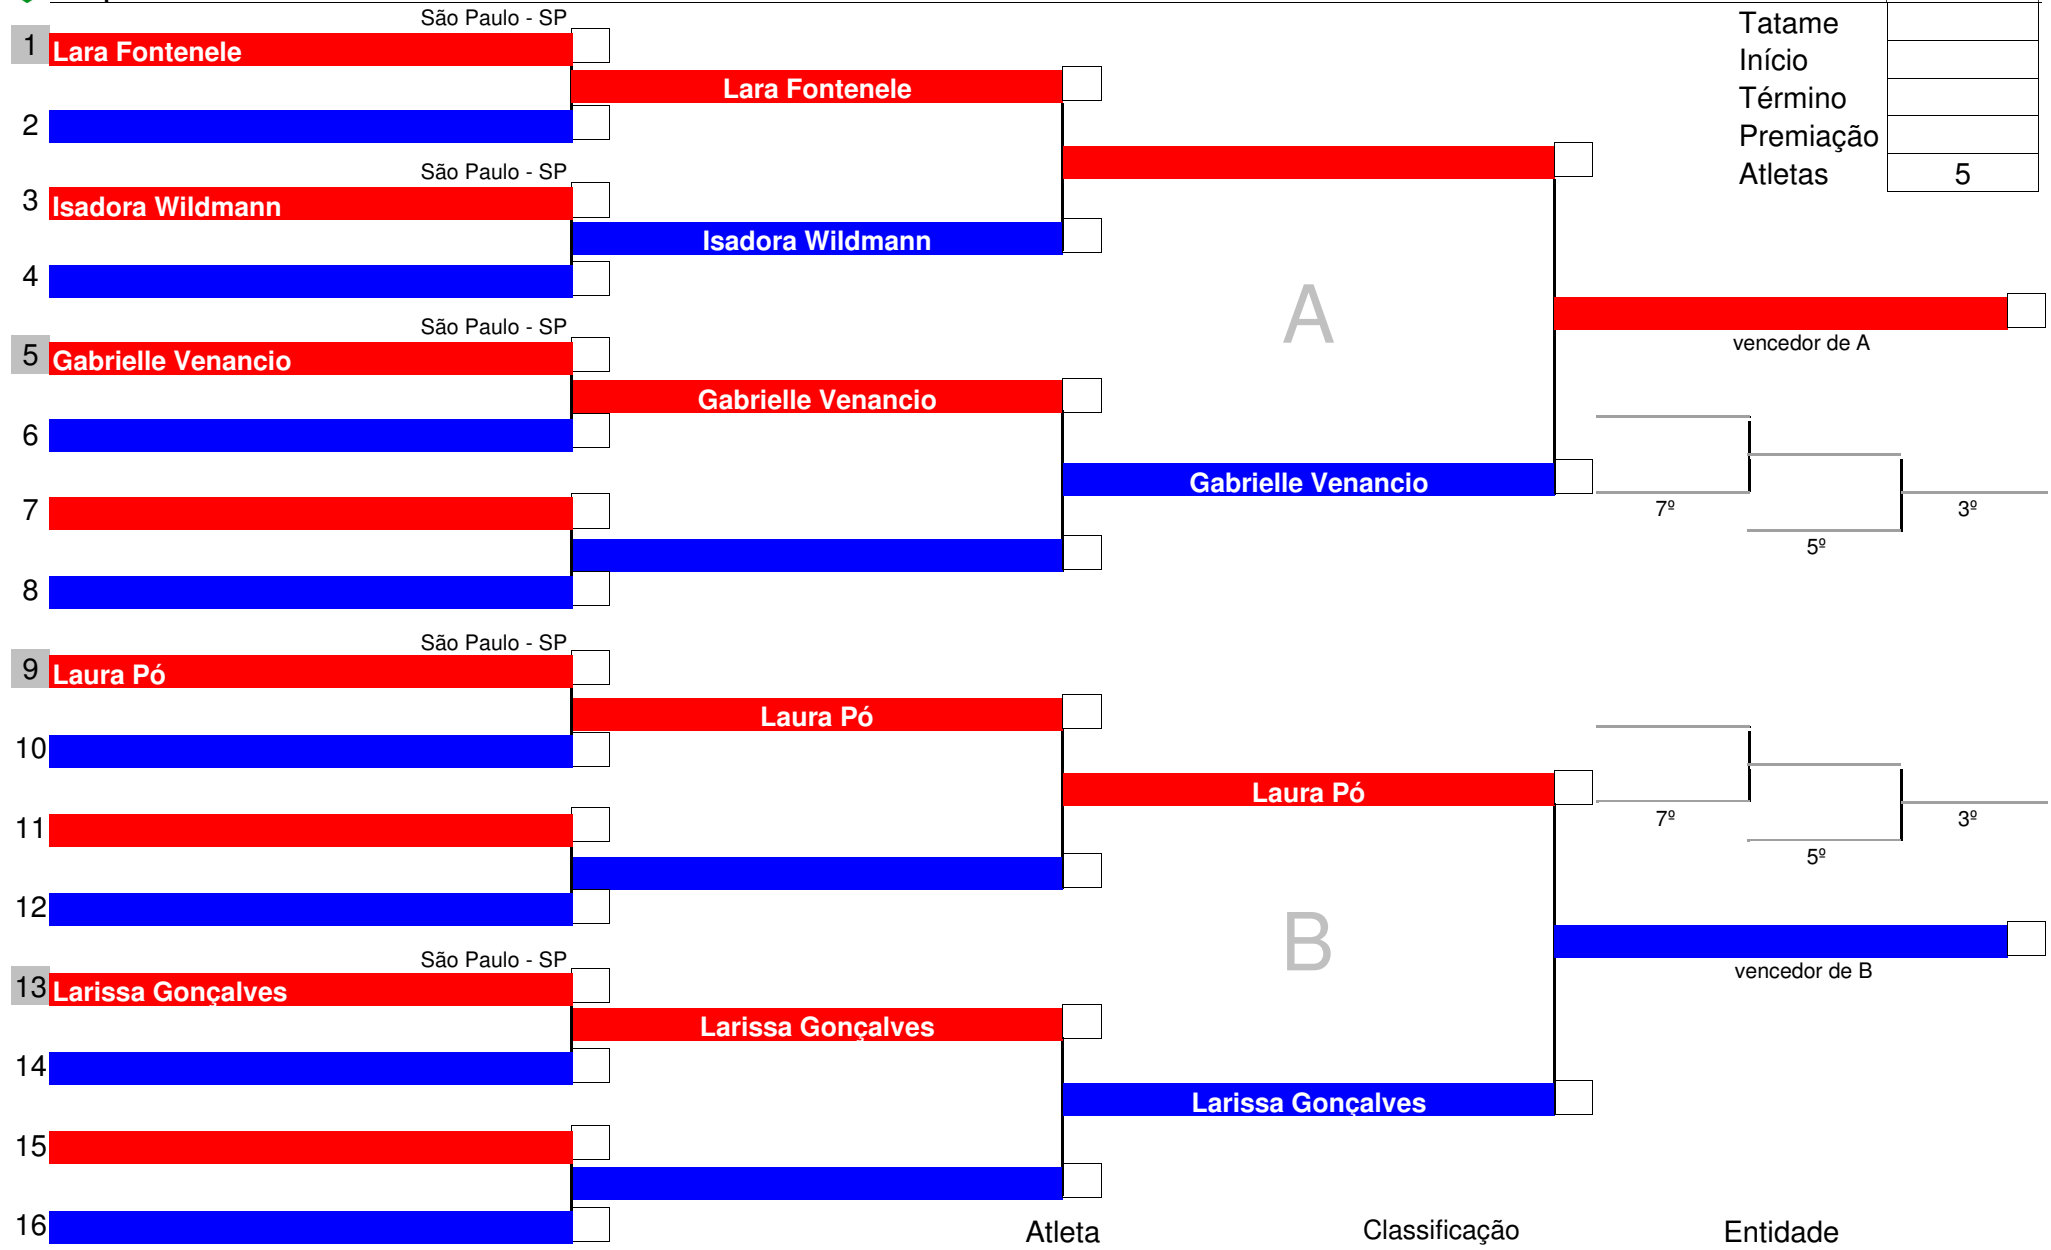 São Paulo - SP
Tatame
1 Lara Fontenele
Início
Lara Fontenele
Término
2
Premiação
São Paulo - SP
Atletas 5
3 Isadora Wildmann
Isadora Wildmann
4
A
São Paulo - SP
vencedor de A
5 Gabrielle Venancio
Gabrielle Venancio
6
Gabrielle Venancio
7
7º 3º
5º
8
São Paulo - SP
9 Laura Pó
Laura Pó
10
Laura Pó
11
7º 3º
5º
12
B
São Paulo - SP
vencedor de B
13 Larissa Gonçalves
Larissa Gonçalves
14
Larissa Gonçalves
15
16
Atleta Classificação Entidade